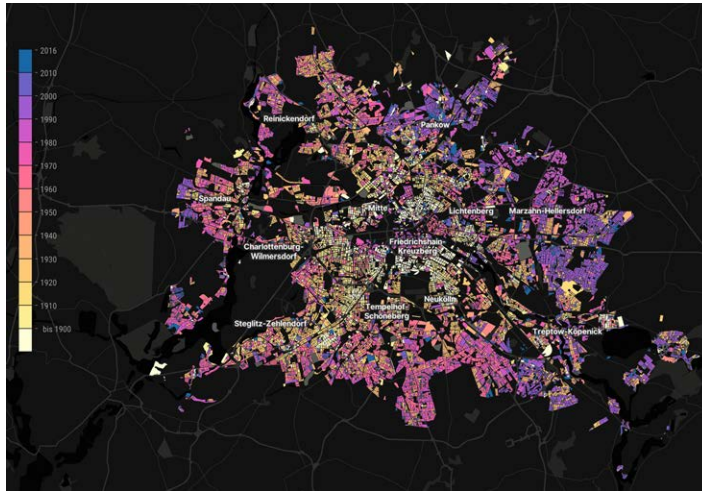 2016
2010
2000
1990
1980
1970
1960
1950
1940
1930
1920
1910
bis 1900
Reinickendorf
Pankow
Spandau
Mitte
Lichtenberg
Marzahn-Hellersdorf
Charlottenburg-
Wilmersdorf
Friedrichshain-
Kreuzberg
Tempelhof
Schöneberg
Neukölln
Steglitz-Zehlendorf
Treptow-Köpenick